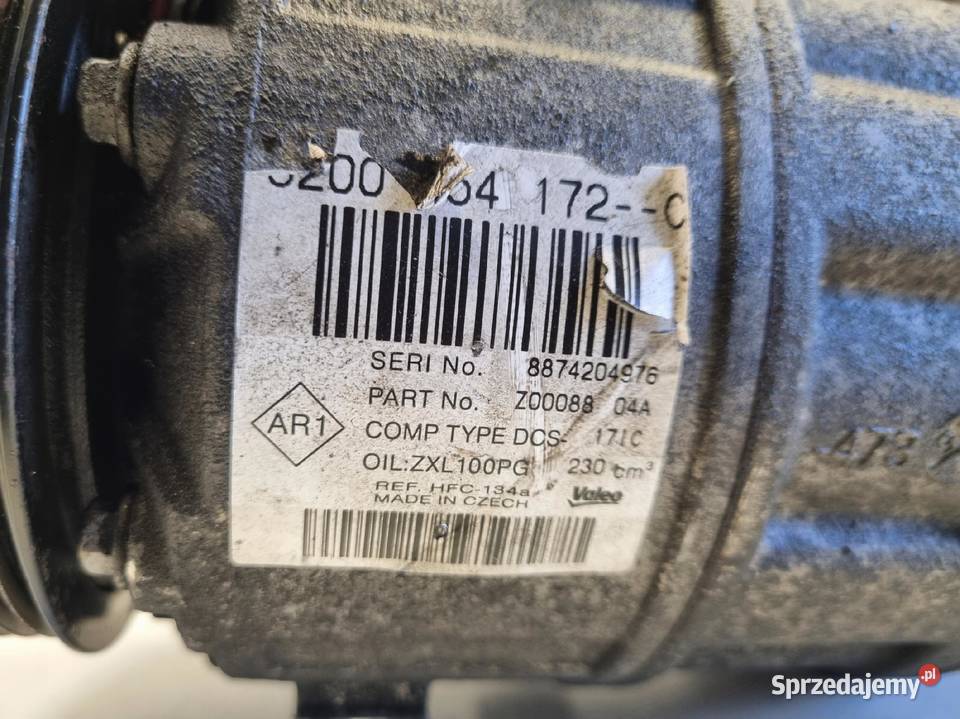 172--C
SERI No. 8874204976
PART No. Z00088 04A
AR1
COMP TYPE DCS- 171C
OIL:ZXL100PG 230 cm³
REF. HFC-134a
MADE IN CZECH
Valeo
Sprzedajemy.pl